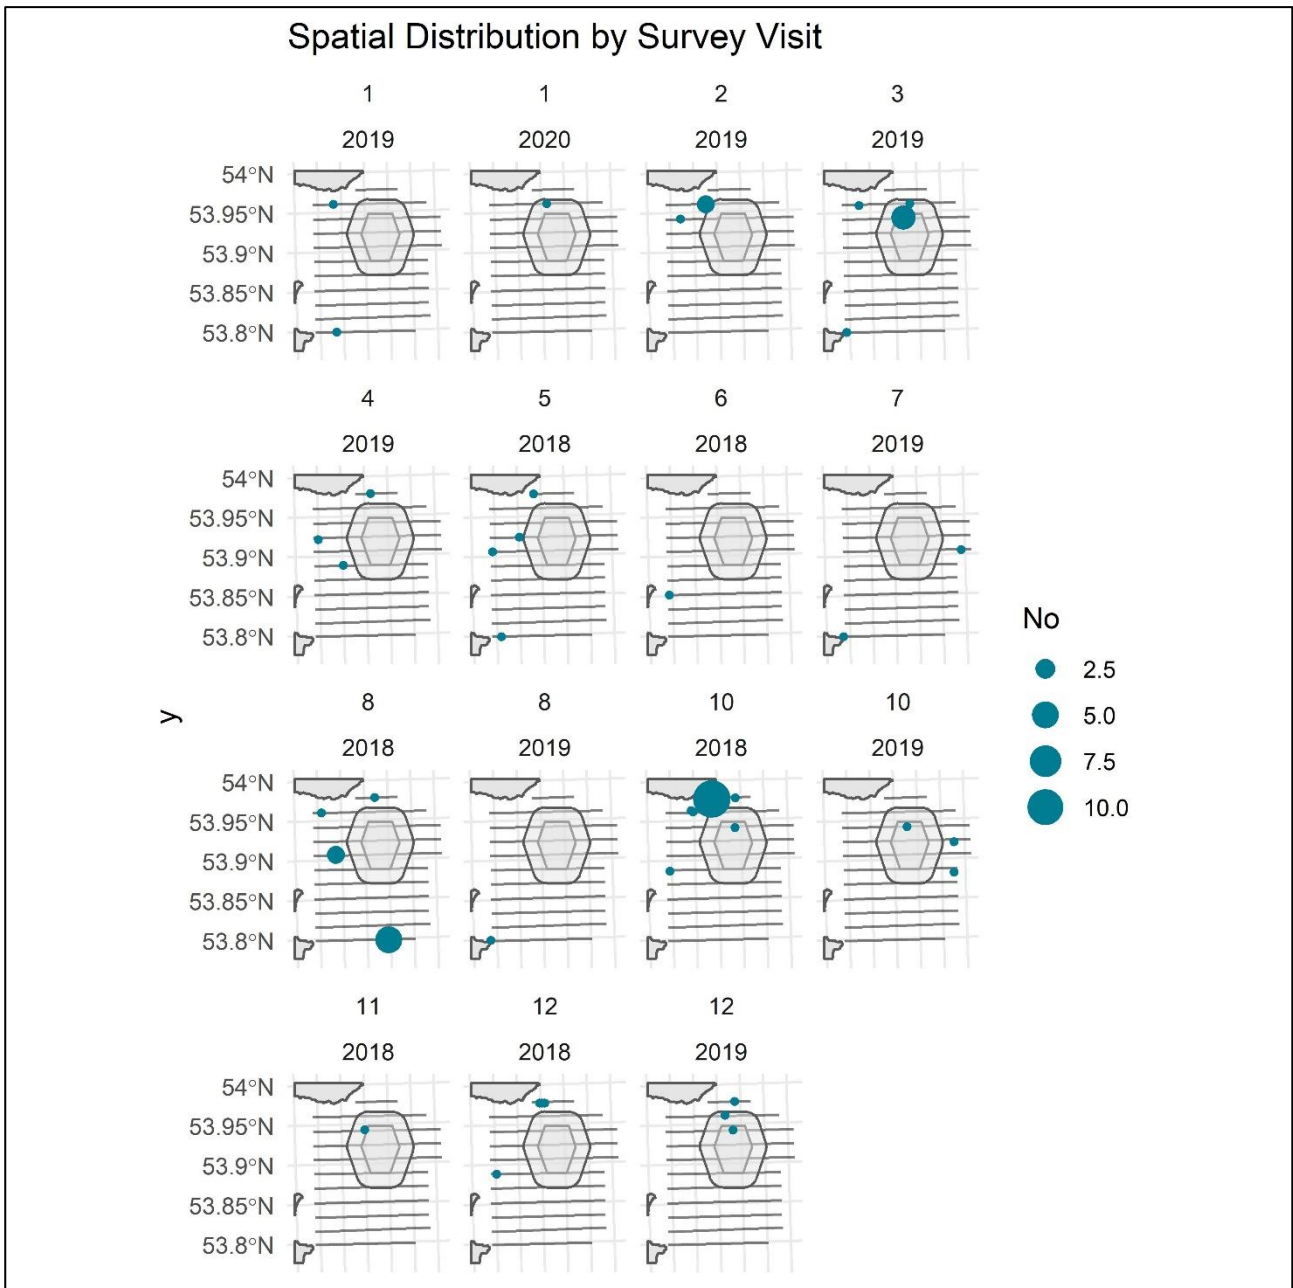 Spatial Distribution by Survey Visit
1 1 2 3
2019 2020 2019 2019
54°N
53.95°N
53.9°N
53.85°N
53.8°N
4 5 6 7
2019 2018 2018 2019
54°N
53.95°N
53.9°N
53.85°N
53.8°N
8 8 10 10
2018 2019 2018 2019
54°N
53.95°N
53.9°N
53.85°N
53.8°N
11 12 12
2018 2018 2019
54°N
53.95°N
53.9°N
53.85°N
53.8°N
y
No
2.5
5.0
7.5
10.0